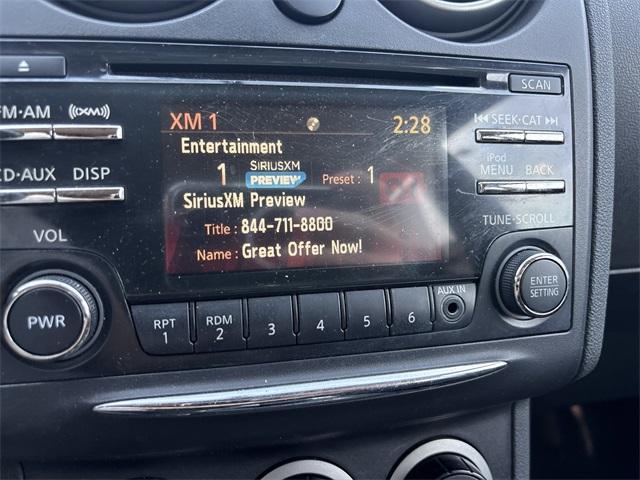 SCAN
FM·AM ((XM))
XM 1 2:28
SEEK·CAT
Entertainment
iPod
1 SIRIUSXM PREVIEW Preset : 1
MENU BACK
CD·AUX DISP
SiriusXM Preview
TUNE·SCROLL
Title : 844-711-8800
VOL
Name : Great Offer Now!
AUX IN
ENTER
SETTING
PWR
RPT 1
RDM 2
3
4
5
6